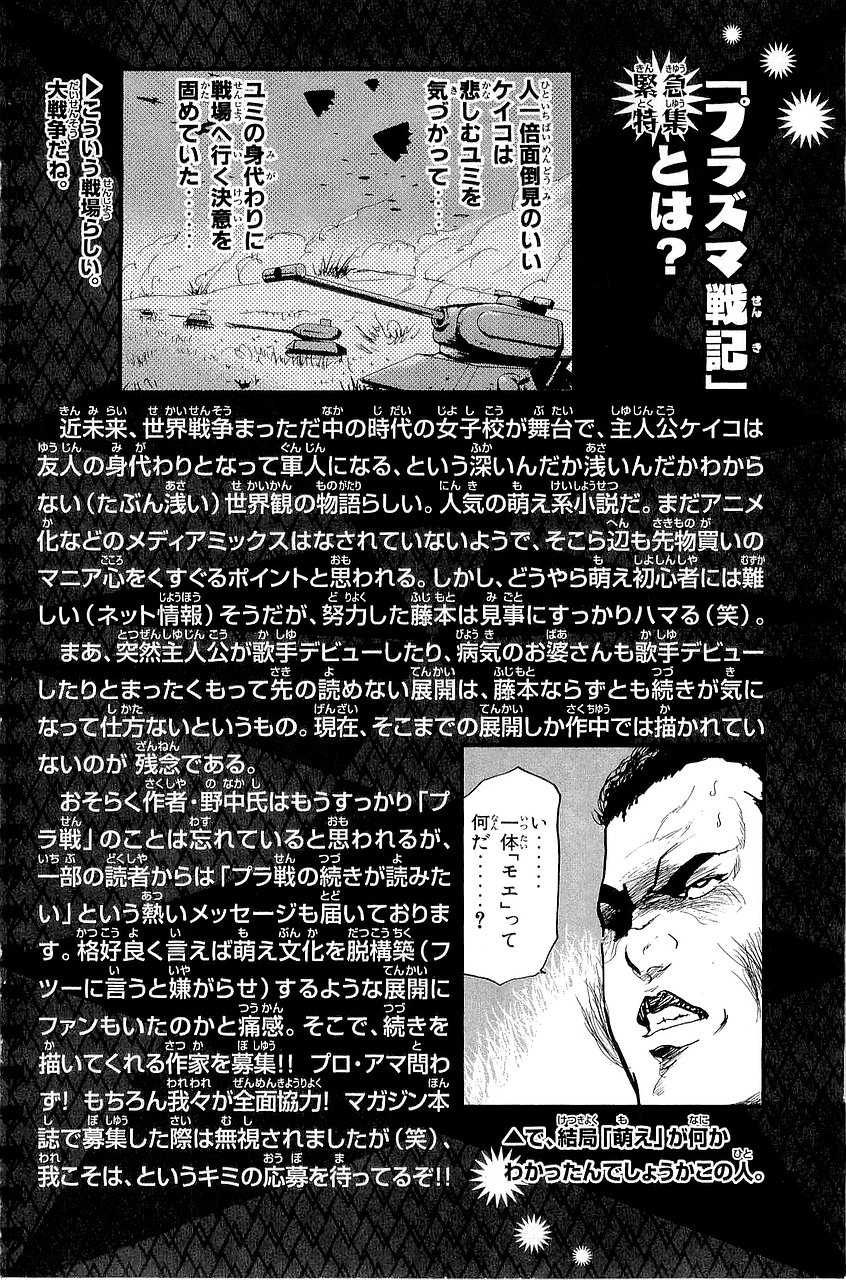 緊急特集
「プラズマ戦記」
とは？
人一倍面倒見のいい
ケイコは
悲しむユミを
気づかって……
ユミの身代わりに
戦場へ行く決意を
固めていた……
▶こういう戦場らしい。
大戦争だね。
近未来、世界戦争まっただ中の時代の女子校が舞台で、主人公ケイコは
友人の身代わりとなって軍人になる、という深いんだか浅いんだかわから
ない（たぶん浅い）世界観の物語らしい。人気の萌え系小説だ。まだアニメ
化などのメディアミックスはなされていないようで、そこら辺も先物買いの
マニア心をくすぐるポイントと思われる。しかし、どうやら萌え初心者には難
しい（ネット情報）そうだが、努力した藤本は見事にすっかりハマる（笑）。
まあ、突然主人公が歌手デビューしたり、病気のお婆さんも歌手デビュー
したりとまったくもって先の読めない展開は、藤本ならずとも続きが気に
なって仕方ないというもの。現在、そこまでの展開しか作中では描かれてい
ないのが 残念である。
おそらく作者・野中氏はもうすっかり「プ
ラ戦」のことは忘れていると思われるが、
一部の読者からは「プラ戦の続きが読みた
い」という熱いメッセージも届いておりま
す。格好良く言えば萌え文化を脱構築（フ
ツーに言うと嫌がらせ）するような展開に
ファンもいたのかと痛感。そこで、続きを
描いてくれる作家を募集!! プロ・アマ問わ
ず! もちろん我々が全面協力! マガジン本
誌で募集した際は無視されましたが（笑）、
我こそは、というキミの応募を待ってるぞ!!
い……
一体「モエ」って
何だ……？
▲で、結局「萌え」が何か
わかったんでしょうかこの人。